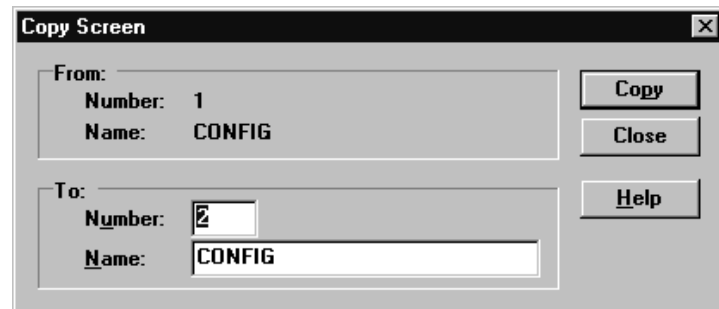 Copy Screen
From:
Number: 1
Name: CONFIG
To:
Number: 2
Name: CONFIG
Copy
Close
Help